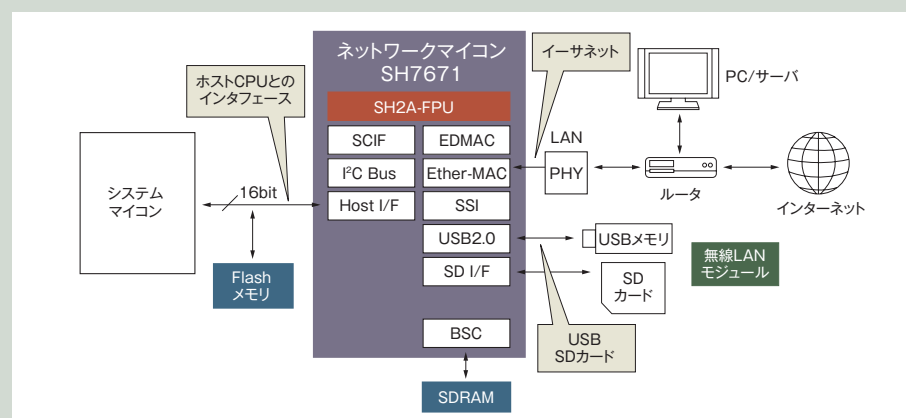 ネットワークマイコン
SH7671
SH2A-FPU
SCIF
EDMAC
I²C Bus
Ether-MAC
Host I/F
SSI
USB2.0
SD I/F
BSC
SDRAM
ホストCPUとの
インタフェース
システム
マイコン
16bit
Flash
メモリ
イーサネット
LAN
PHY
PC/サーバ
ルータ
インターネット
USBメモリ
SD
カード
無線LAN
モジュール
USB
SDカード